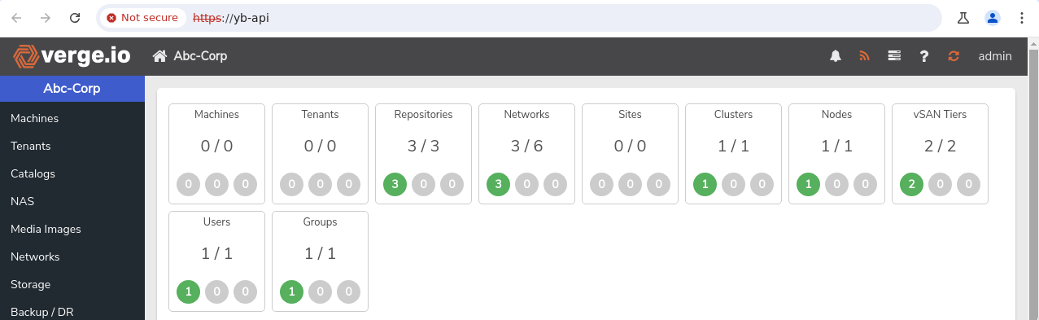 Not secure https://yb-api
verge.io Abc-Corp admin
Abc-Corp
Machines
Tenants
Catalogs
NAS
Media Images
Networks
Storage
Backup / DR
Machines Tenants Repositories Networks Sites Clusters Nodes vSAN Tiers
0 / 0 0 / 0 3 / 3 3 / 6 0 / 0 1 / 1 1 / 1 2 / 2
0 0 0 0 0 0 3 0 0 3 0 0 0 0 0 1 0 0 1 0 0 2 0 0
Users Groups
1 / 1 1 / 1
1 0 0 1 0 0